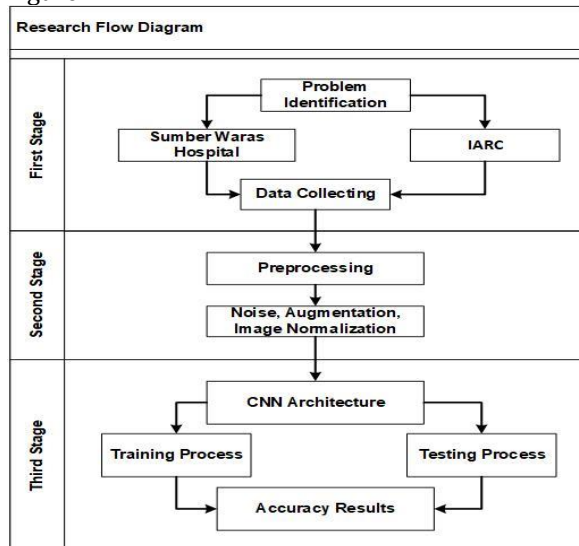 Research Flow Diagram
First Stage
Problem
Identification
Sumber Waras
Hospital
IARC
Data Collecting
Second Stage
Preprocessing
Noise, Augmentation,
Image Normalization
Third Stage
CNN Architecture
Training Process
Testing Process
Accuracy Results